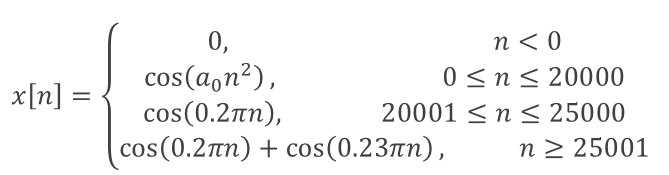 0, n < 0
cos(a₀n²), 0 ≤ n ≤ 20000
x[n] = { cos(0.2πn), 20001 ≤ n ≤ 25000
cos(0.2πn) + cos(0.23πn), n ≥ 25001